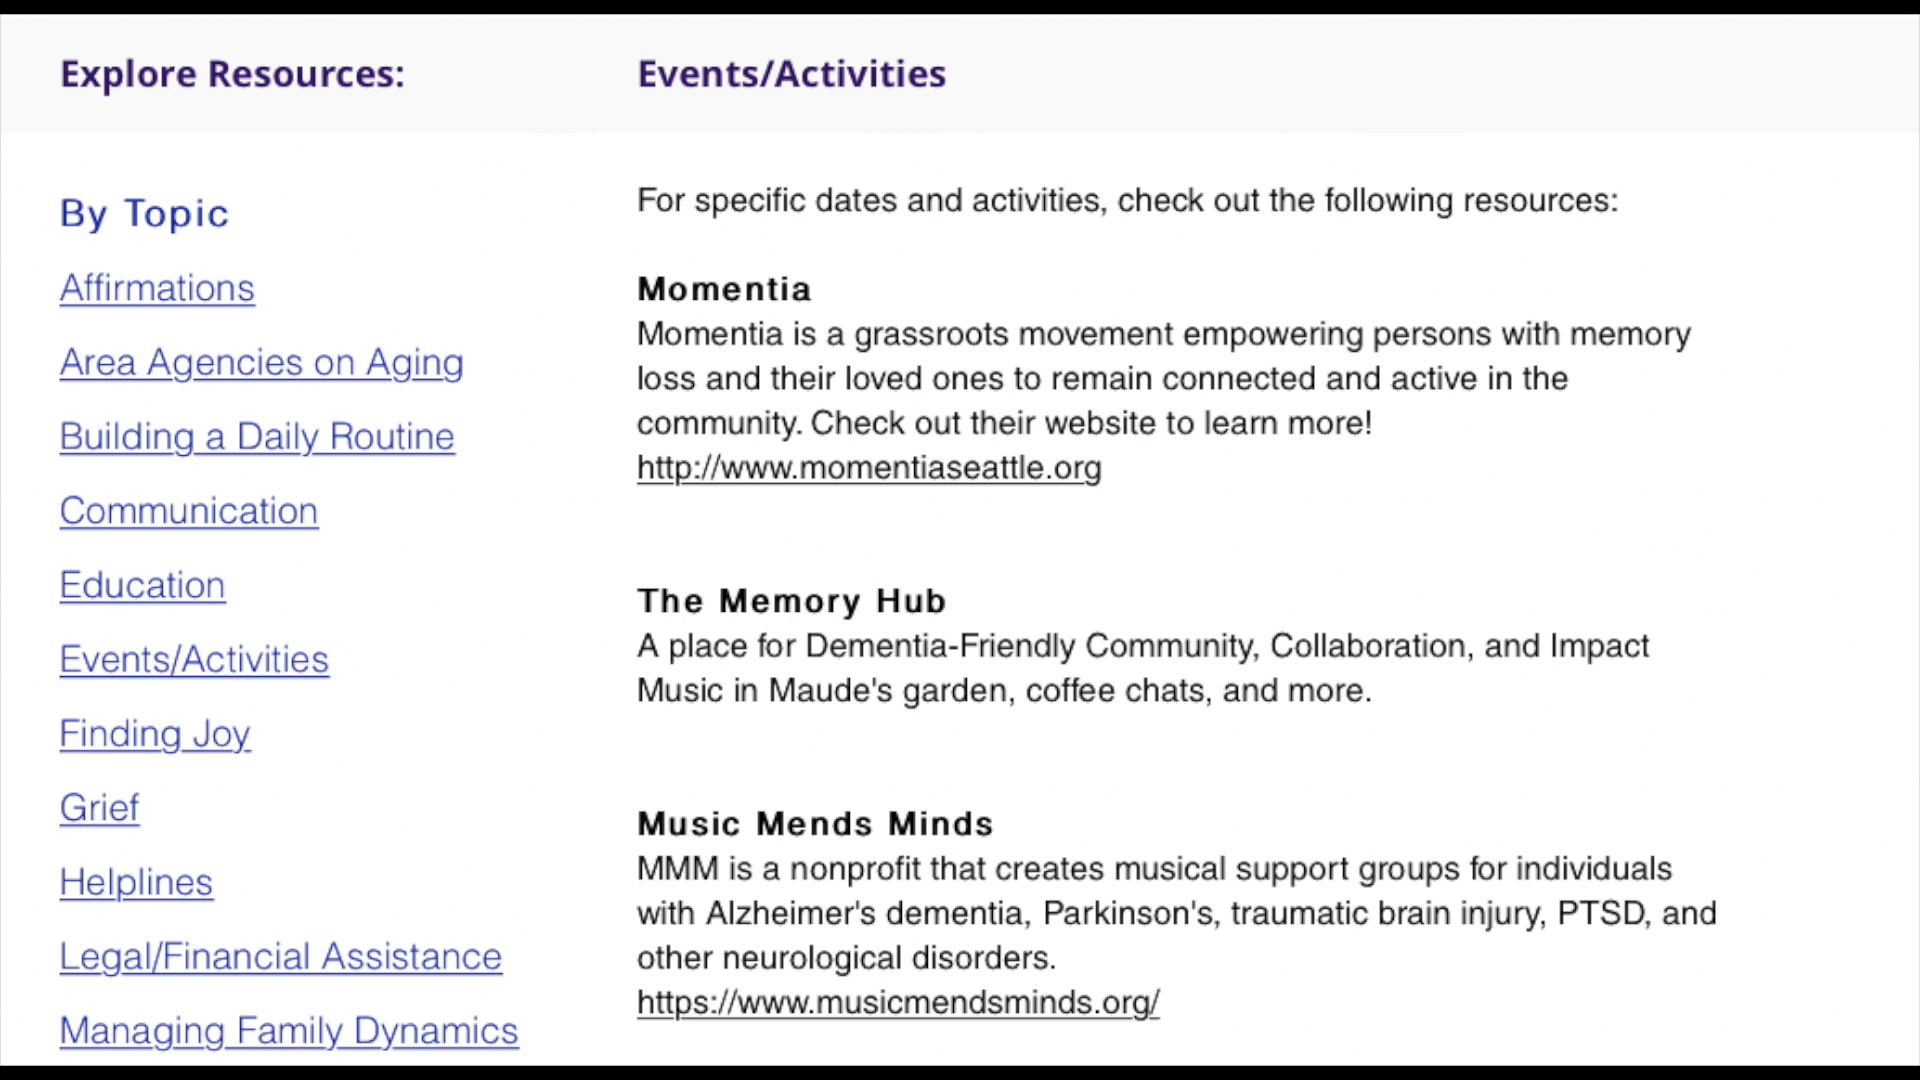 Explore Resources:
Events/Activities
By Topic
Affirmations
Area Agencies on Aging
Building a Daily Routine
Communication
Education
Events/Activities
Finding Joy
Grief
Helplines
Legal/Financial Assistance
Managing Family Dynamics
For specific dates and activities, check out the following resources:
Momentia
Momentia is a grassroots movement empowering persons with memory
loss and their loved ones to remain connected and active in the
community. Check out their website to learn more!
http://www.momentiaseattle.org
The Memory Hub
A place for Dementia-Friendly Community, Collaboration, and Impact
Music in Maude's garden, coffee chats, and more.
Music Mends Minds
MMM is a nonprofit that creates musical support groups for individuals
with Alzheimer's dementia, Parkinson's, traumatic brain injury, PTSD, and
other neurological disorders.
https://www.musicmendsminds.org/